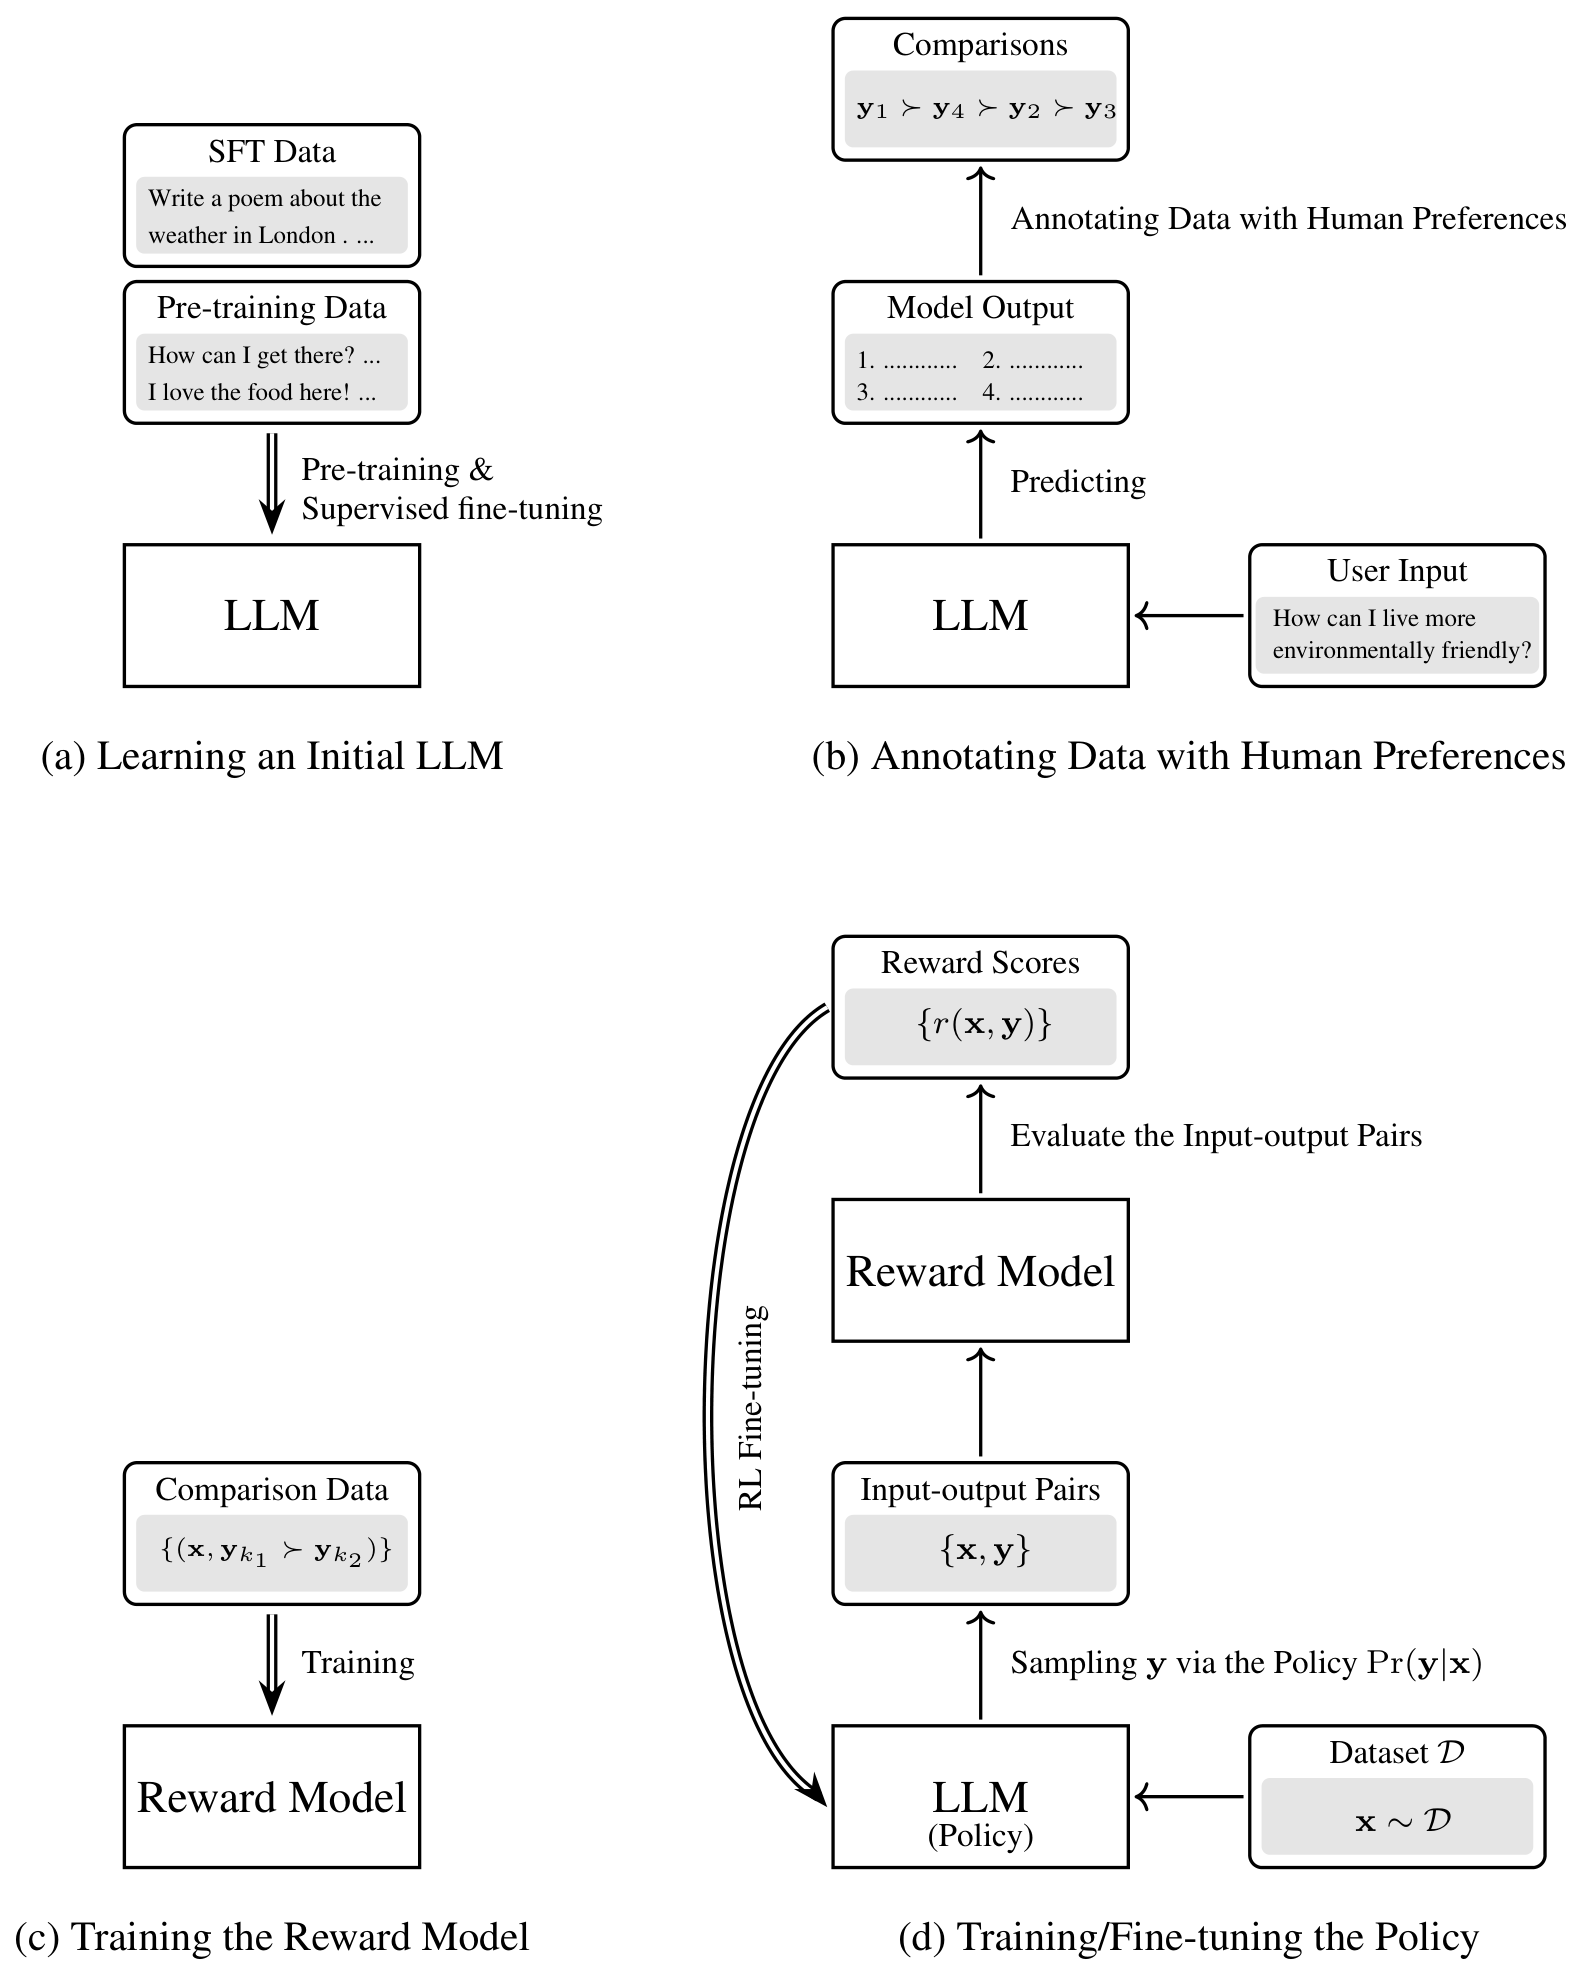 SFT Data
Write a poem about the
weather in London . ...
Pre-training Data
How can I get there? ...
I love the food here! ...
Pre-training &
Supervised fine-tuning
LLM
(a) Learning an Initial LLM
Comparisons
y₁ ≻ y₄ ≻ y₂ ≻ y₃
Annotating Data with Human Preferences
Model Output
1. ............ 2. ............
3. ............ 4. ............
Predicting
LLM
User Input
How can I live more
environmentally friendly?
(b) Annotating Data with Human Preferences
Comparison Data
{(x, y_{k₁} ≻ y_{k₂})}
Training
Reward Model
(c) Training the Reward Model
Reward Scores
{r(x, y)}
Evaluate the Input-output Pairs
Reward Model
RL Fine-tuning
Input-output Pairs
{x, y}
Sampling y via the Policy Pr(y|x)
LLM
(Policy)
Dataset 𝒟
x ∼ 𝒟
(d) Training/Fine-tuning the Policy